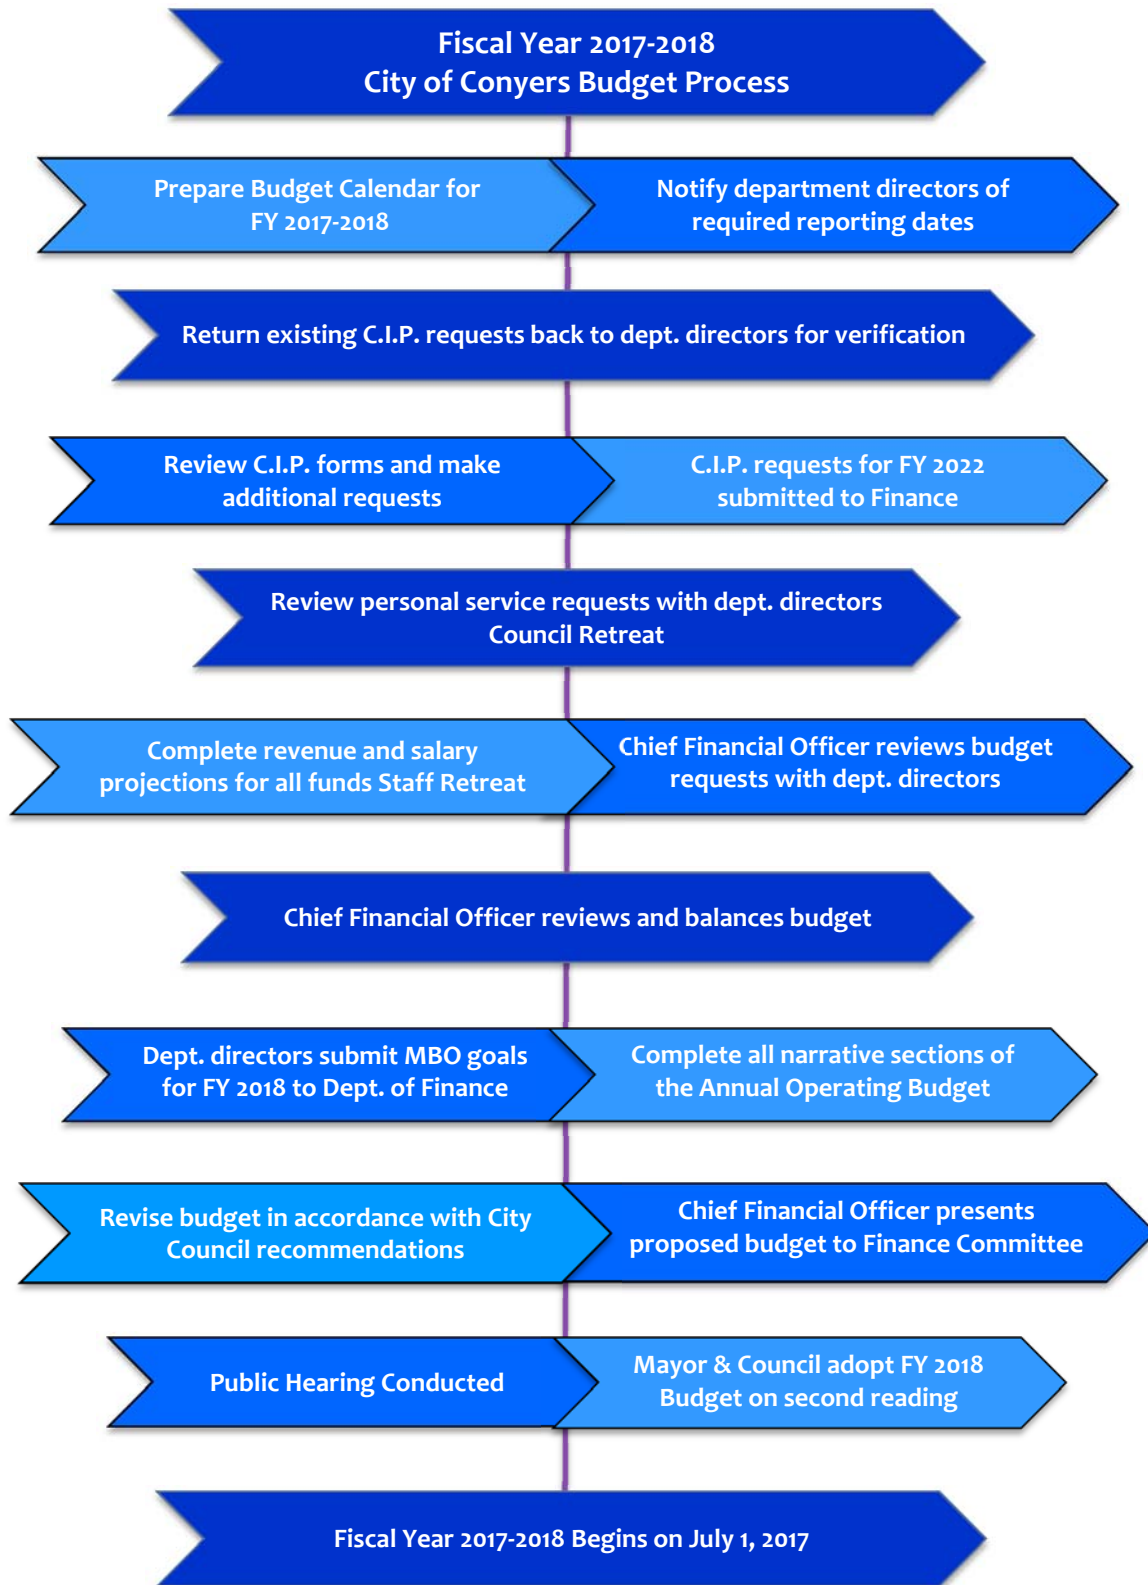 Fiscal Year 2017-2018
City of Conyers Budget Process
Prepare Budget Calendar for
FY 2017-2018
Notify department directors of
required reporting dates
Return existing C.I.P. requests back to dept. directors for verification
Review C.I.P. forms and make
additional requests
C.I.P. requests for FY 2022
submitted to Finance
Review personal service requests with dept. directors
Council Retreat
Complete revenue and salary
projections for all funds Staff Retreat
Chief Financial Officer reviews budget
requests with dept. directors
Chief Financial Officer reviews and balances budget
Dept. directors submit MBO goals
for FY 2018 to Dept. of Finance
Complete all narrative sections of
the Annual Operating Budget
Revise budget in accordance with City
Council recommendations
Chief Financial Officer presents
proposed budget to Finance Committee
Public Hearing Conducted
Mayor & Council adopt FY 2018
Budget on second reading
Fiscal Year 2017-2018 Begins on July 1, 2017